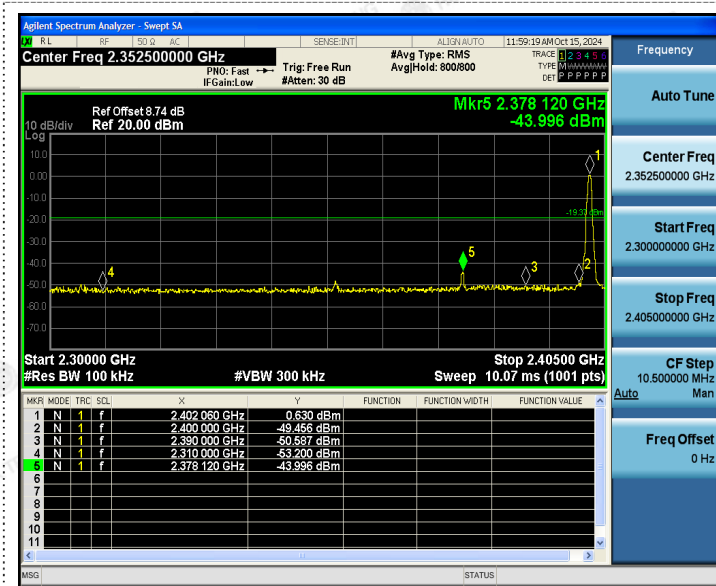 Agilent Spectrum Analyzer - Swept SA
RL RF 50 Ω AC SENSE:INT ALIGN AUTO 11:59:19 AM Oct 15, 2024
Center Freq 2.352500000 GHz
PNO: Fast
IFGain:Low
Trig: Free Run
#Atten: 30 dB
#Avg Type: RMS
Avg|Hold: 800/800
TRACE 1 2 3 4 5 6
TYPE M
DET P P P P P P
Ref Offset 8.74 dB
Ref 20.00 dBm
10 dB/div
Log
Mkr5 2.378 120 GHz
-43.996 dBm
10.0
0.00
-10.0
-20.0
-30.0
-40.0
-50.0
-60.0
-70.0
1
2
3
4
5
Start 2.30000 GHz
Stop 2.40500 GHz
#Res BW 100 kHz
#VBW 300 kHz
Sweep 10.07 ms (1001 pts)
MKR MODE TRC SCL X Y FUNCTION FUNCTION WIDTH FUNCTION VALUE
1 N 1 f 2.402 060 GHz 0.630 dBm
2 N 1 f 2.400 000 GHz -49.456 dBm
3 N 1 f 2.390 000 GHz -50.587 dBm
4 N 1 f 2.310 000 GHz -53.200 dBm
5 N 1 f 2.378 120 GHz -43.996 dBm
6
7
8
9
10
11
MSG
STATUS
Frequency
Auto Tune
Center Freq
2.352500000 GHz
Start Freq
2.300000000 GHz
Stop Freq
2.405000000 GHz
CF Step
10.500000 MHz
Auto Man
Freq Offset
0 Hz